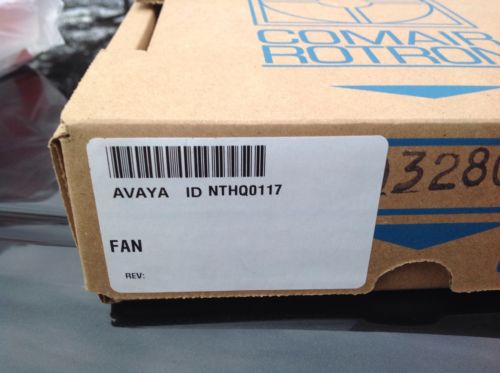 COMAIR
ROTRON
AVAYA ID NTHQ0117
FAN
REV: